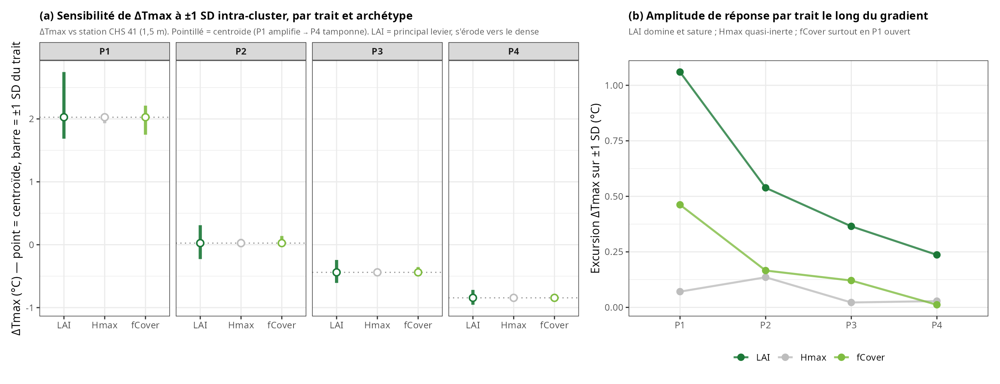 (a) Sensibilité de ΔTmax à ±1 SD intra-cluster, par trait et archétype
ΔTmax vs station CHS 41 (1,5 m). Pointillé = centroïde (P1 amplifie → P4 tamponne). LAI = principal levier, s'érode vers le dense
ΔTmax (°C) — point = centroïde, barre = ±1 SD du trait
P1 P2 P3 P4
2
1
0
-1
LAI Hmax fCover LAI Hmax fCover LAI Hmax fCover LAI Hmax fCover
(b) Amplitude de réponse par trait le long du gradient
LAI domine et sature ; Hmax quasi-inerte ; fCover surtout en P1 ouvert
Excursion ΔTmax sur ±1 SD (°C)
1.00
0.75
0.50
0.25
0.00
P1 P2 P3 P4
LAI Hmax fCover